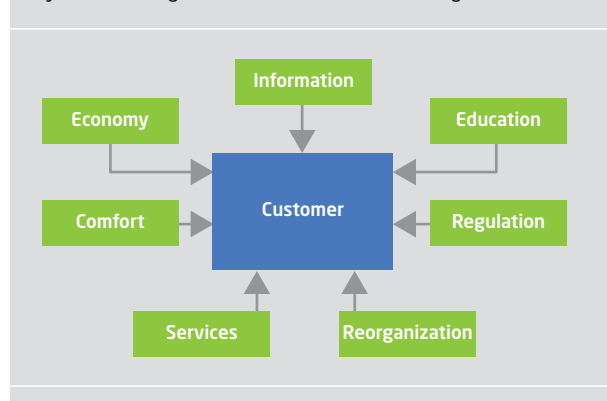 Information
Economy
Education
Customer
Comfort
Regulation
Services
Reorganization